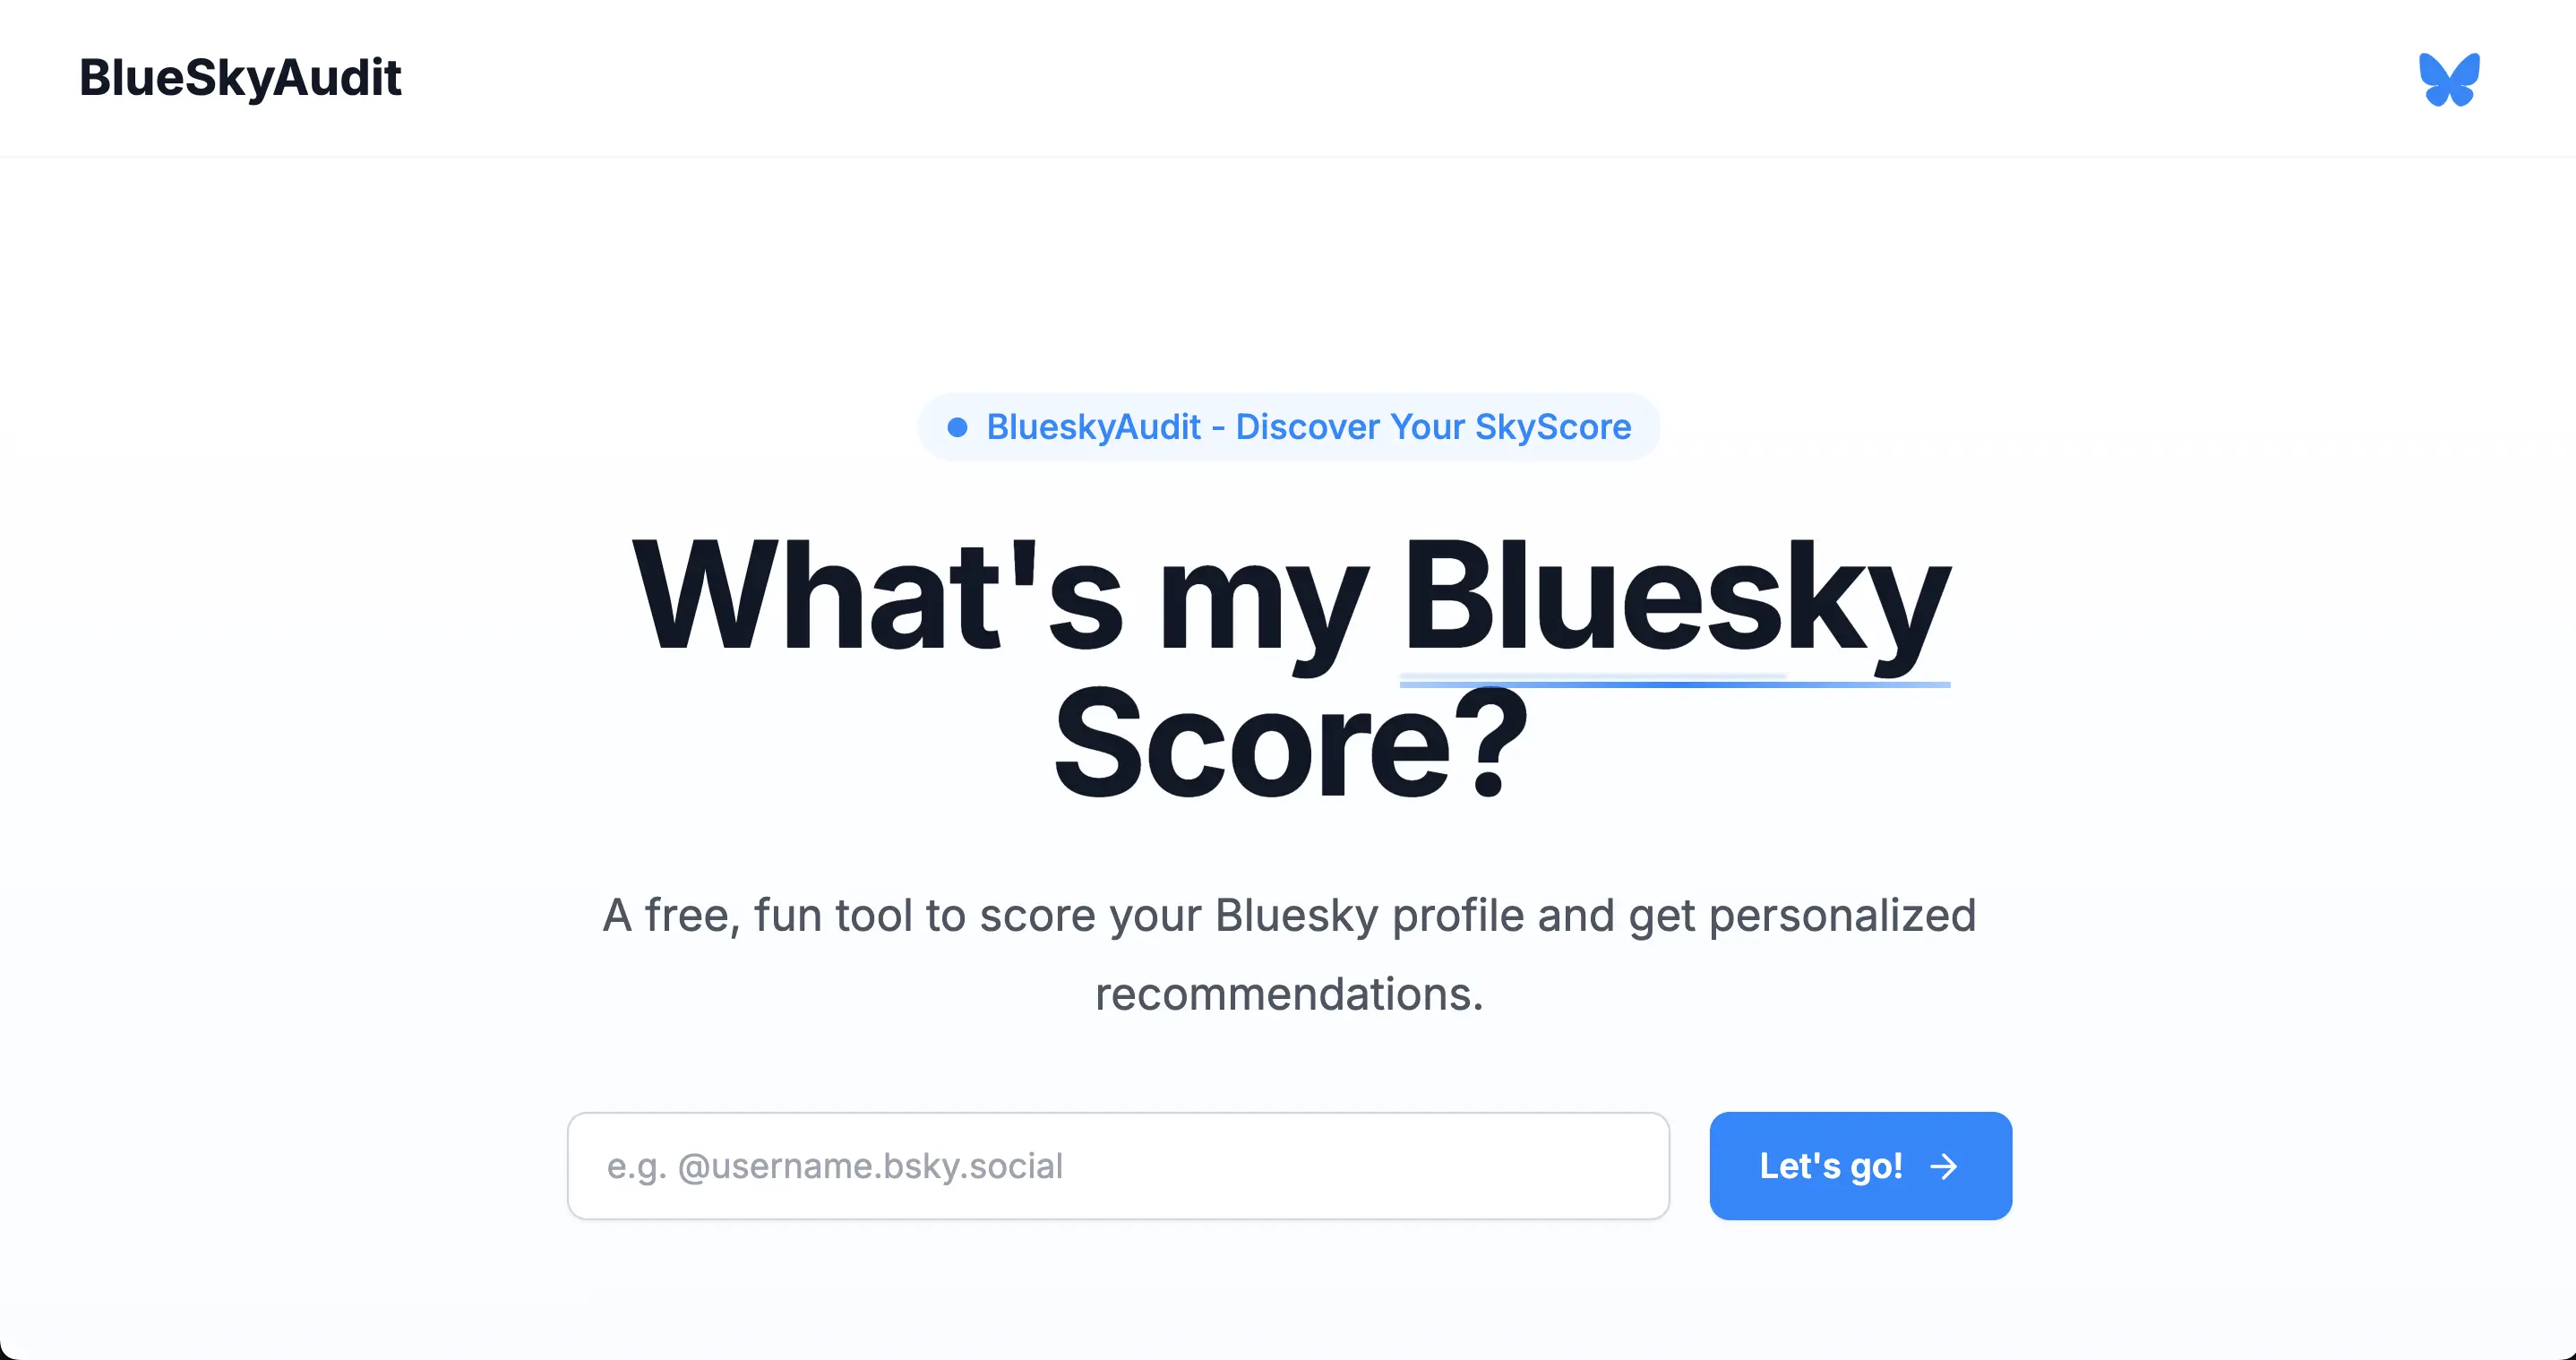 BlueSkyAudit
BlueskyAudit - Discover Your SkyScore
What's my Bluesky
Score?
A free, fun tool to score your Bluesky profile and get personalized
recommendations.
e.g. @username.bsky.social
Let's go! →